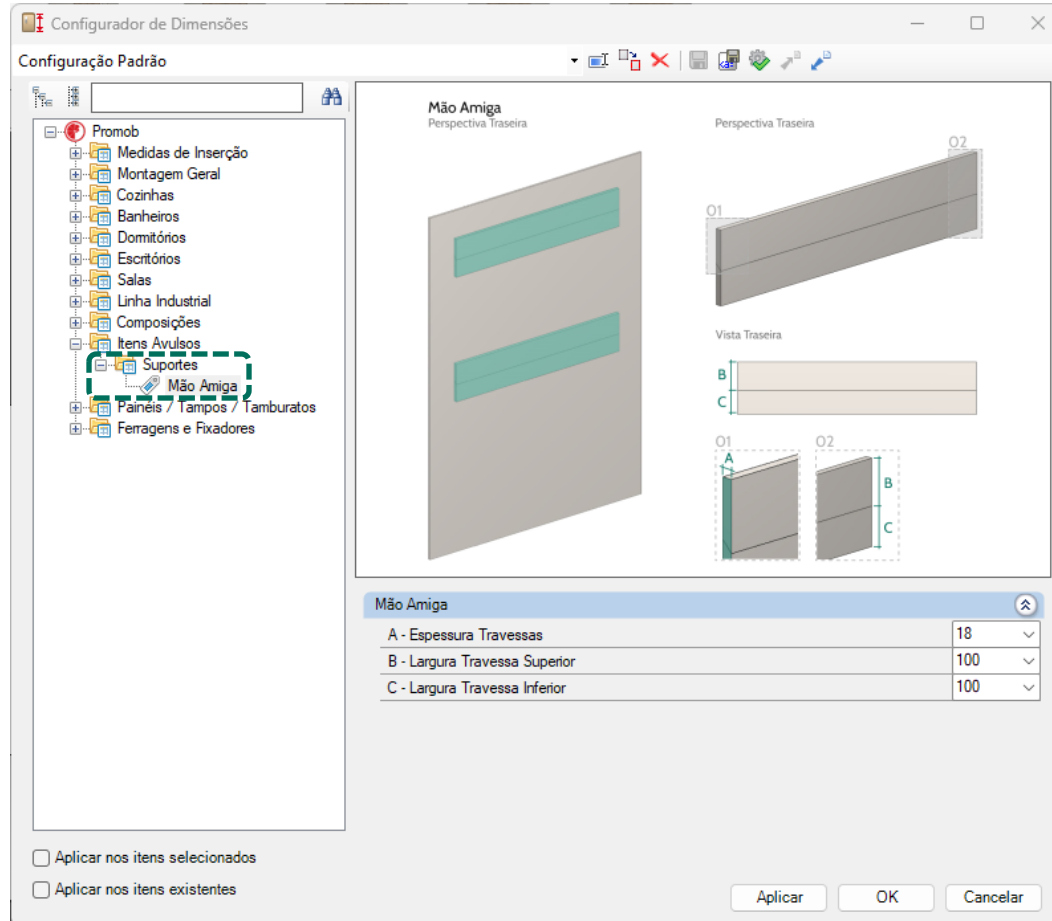 Configurador de Dimensões
Configuração Padrão
Promob
Medidas de Inserção
Montagem Geral
Cozinhas
Banheiros
Dormitórios
Escritórios
Salas
Linha Industrial
Composições
Itens Avulsos
Suportes
Mão Amiga
Painéis / Tampos / Tamburatos
Ferragens e Fixadores
Aplicar nos itens selecionados
Aplicar nos itens existentes
Mão Amiga
Perspectiva Traseira
Perspectiva Traseira
O1
O2
Vista Traseira
B
C
O1
A
O2
B
C
Mão Amiga
A - Espessura Travessas 18
B - Largura Travessa Superior 100
C - Largura Travessa Inferior 100
Aplicar OK Cancelar